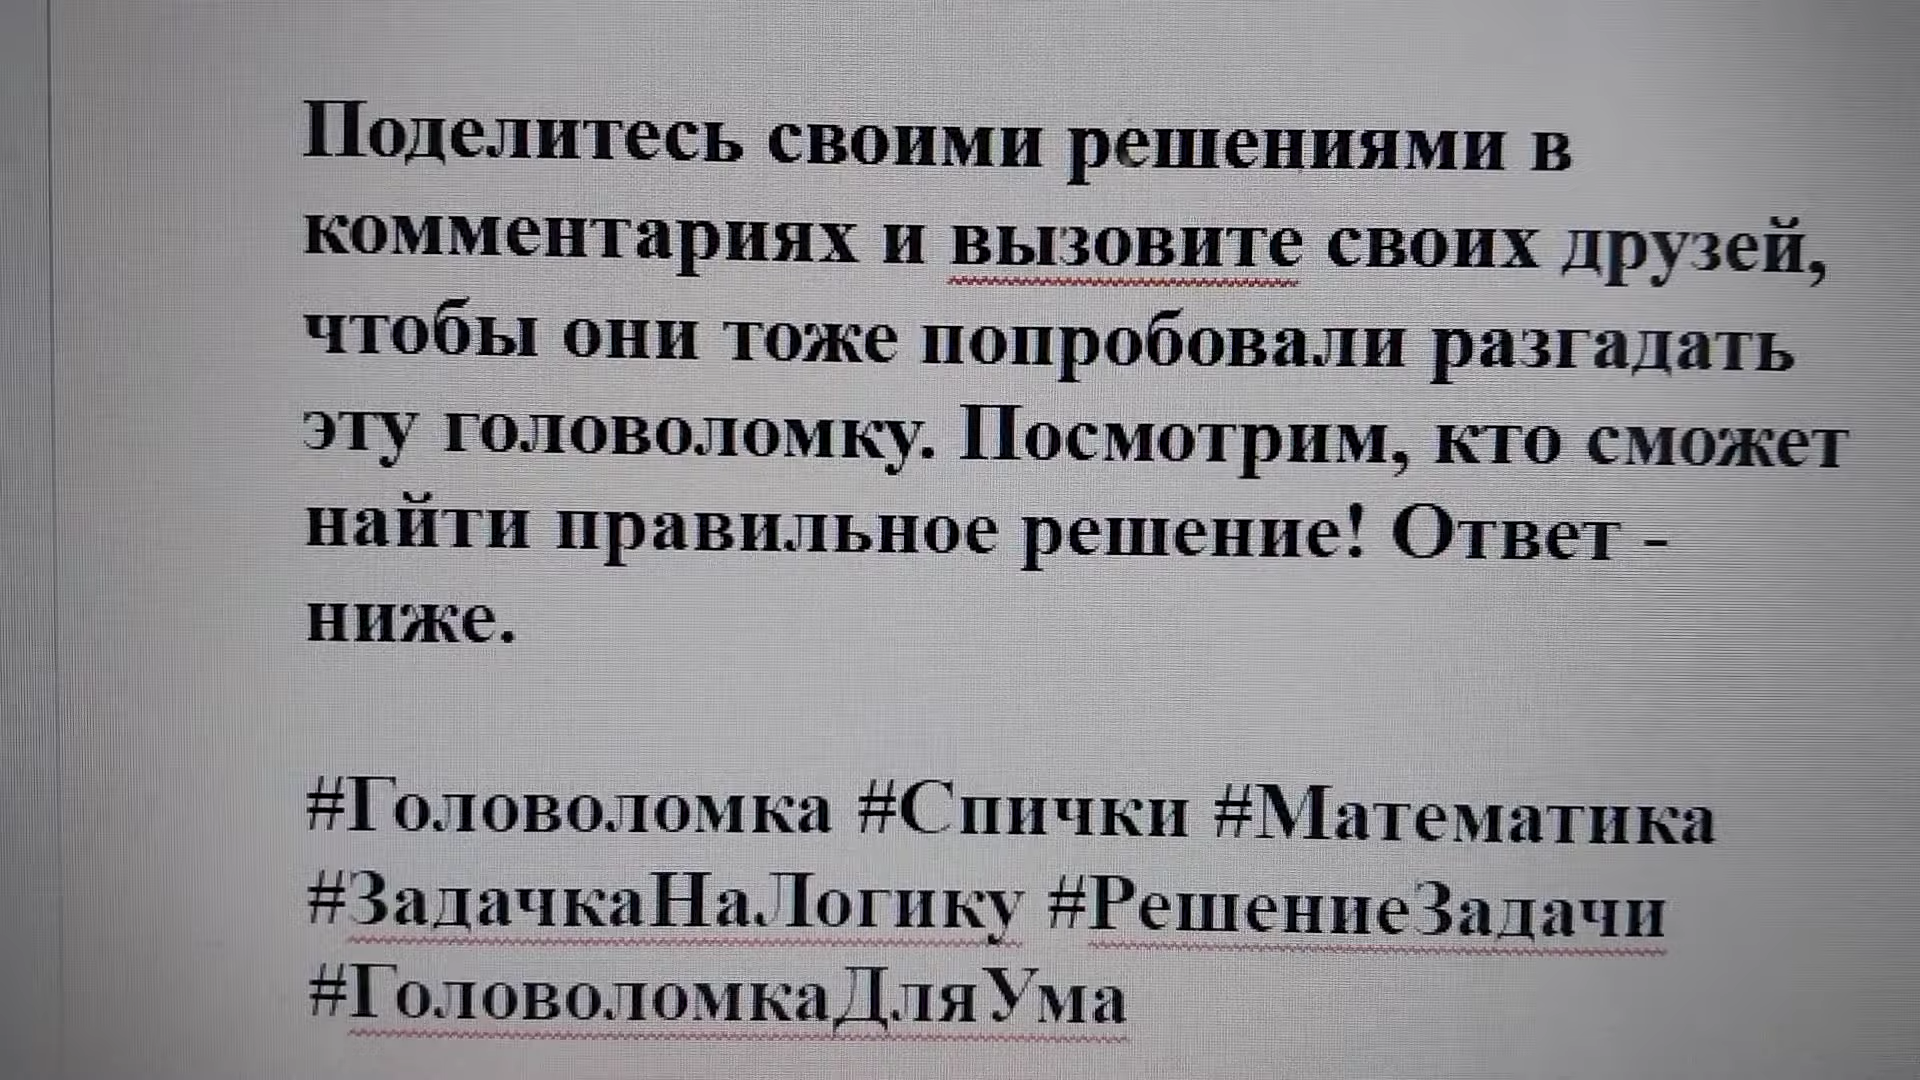 Поделитесь своими решениями в
комментариях и вызовите своих друзей,
чтобы они тоже попробовали разгадать
эту головоломку. Посмотрим, кто сможет
найти правильное решение! Ответ -
ниже.
#Головоломка #Спички #Математика
#ЗадачкаНаЛогику #РешениеЗадачи
#ГоловоломкаДляУма